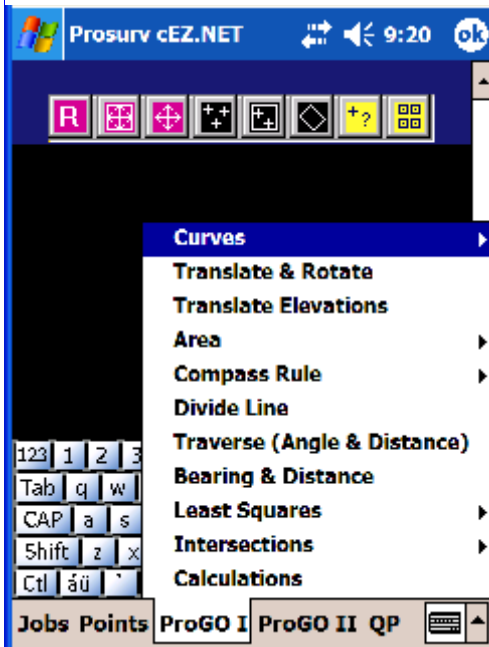 Prosurv cEZ.NET 9:20 ok
R + ?
Curves
Translate & Rotate
Translate Elevations
Area
Compass Rule
Divide Line
Traverse (Angle & Distance)
Bearing & Distance
Least Squares
Intersections
Calculations
123 1 2 3
Tab q w
CAP a s
Shift z x
Ctl áü `
Jobs Points ProGO I ProGO II QP